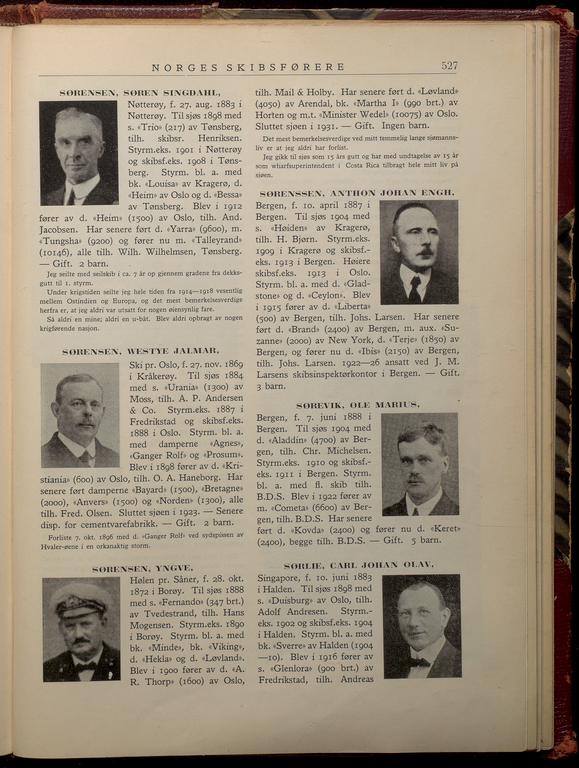 NORGES SKIBSFØRERE
527
SØRENSEN, SØREN SINGDAHL,
Nøtterøy, f. 27. aug. 1883 i
Nøtterøy. Til sjøs 1898 med
s. «Trio» (217) av Tønsberg,
tilh. skibsr. Henriksen.
Styrm.eks. 1901 i Nøtterøy
og skibsf.eks. 1908 i Tøns-
berg. Styrm. bl. a. med
bk. «Louisa» av Kragerø, d.
«Heim» av Oslo og d. «Bessa»
av Tønsberg. Blev i 1912
fører av d. «Heim» (1500) av Oslo, tilh. And.
Jacobsen. Har senere ført d. «Yarra» (9600), m.
«Tungsha» (9200) og fører nu m. «Talleyrand»
(10146), alle tilh. Wilh. Wilhelmsen, Tønsberg.
— Gift. 2 barn.
Jeg seilte med seilskib i ca. 7 år op gjennem gradene fra dekks-
gutt til 1. styrm.
Under krigstiden seilte jeg hele tiden fra 1914—1918 vesentlig
mellem Ostindien og Europa, og det mest bemerkelsesverdige
herfra er, at jeg aldri var utsatt for nogen øiensynlig fare.
Så aldri en mine; aldri en u-båt. Blev aldri opbragt av nogen
krigførende nasjon.
SØRENSEN, WESTYE JALMAR,
Ski pr. Oslo, f. 27. nov. 1869
i Kråkerøy. Til sjøs 1884
med s. «Urania» (1300) av
Moss, tilh. A. P. Andersen
& Co. Styrm.eks. 1887 i
Fredrikstad og skibsf.eks.
1888 i Oslo. Styrm. bl. a.
med damperne «Agnes»,
«Ganger Rolf» og «Prosum».
Blev i 1898 fører av d. «Kri-
stiania» (600) av Oslo, tilh. O. A. Haneborg. Har
senere ført damperne «Bayard» (1500), «Bretagne»
(2000), «Anvers» (1500) og «Norden» (1300), alle
tilh. Fred. Olsen. Sluttet sjøen i 1923. — Senere
disp. for cementvarefabrikk. — Gift. 2 barn.
Forliste 7. okt. 1896 med d. «Ganger Rolf» ved sydspissen av
Hvaler-øene i en orkanaktig storm.
SØRENSEN, YNGVE,
Hølen pr. Såner, f. 28. okt.
1872 i Borøy. Til sjøs 1888
med s. «Fernando» (347 brt.)
av Tvedestrand, tilh. Hans
Mogensen. Styrm.eks. 1890
i Borøy. Styrm. bl. a. med
bk. «Minde», bk. «Viking»,
d. «Hekla» og d. «Løvland».
Blev i 1900 fører av d. «A.
R. Thorp» (1600) av Oslo,
tilh. Mail & Holby. Har senere ført d. «Løvland»
(4050) av Arendal, bk. «Martha I» (990 brt.) av
Horten og m.t. «Minister Wedel» (10075) av Oslo.
Sluttet sjøen i 1931. — Gift. Ingen barn.
Det mest bemerkelsesverdige ved mitt temmelig lange sjømanns-
liv er at jeg aldri har forlist.
Jeg gikk til sjøs som 15 års gutt og har med undtagelse av 15 år
som wharfsuperintendent i Costa Rica tilbragt hele mitt liv på
sjøen.
SØRENSSEN, ANTHON JOHAN ENGH,
Bergen, f. 10. april 1887 i
Bergen. Til sjøs 1904 med
s. «Høiden» av Kragerø,
tilh. H. Bjørn. Styrm.eks.
1909 i Kragerø og skibsf.-
eks. 1913 i Bergen. Høiere
skibsf.eks. 1913 i Oslo.
Styrm. bl. a. med d. «Glad-
stone» og d. «Ceylon». Blev
i 1915 fører av d. «Liberta»
(500) av Bergen, tilh. Johs. Larsen. Har senere
ført d. «Brand» (2400) av Bergen, m. aux. «Su-
zanne» (2000) av New York, d. «Terje» (1850) av
Bergen, og fører nu d. «Ibis» (2150) av Bergen,
tilh. Johs. Larsen. 1922—26 ansatt ved J. M.
Larsens skibsinspektørkontor i Bergen. — Gift.
3 barn.
SØREVIK, OLE MARIUS,
Bergen, f. 7. juni 1888 i
Bergen. Til sjøs 1904 med
d. «Aladdin» (4700) av Ber-
gen, tilh. Chr. Michelsen.
Styrm.eks. 1910 og skibsf.-
eks. 1911 i Bergen. Styrm.
bl. a. med fl. skib tilh.
B.D.S. Blev i 1922 fører av
m. «Cometa» (6600) av Ber-
gen, tilh. B.D.S. Har senere
ført d. «Kovda» (2400) og fører nu d. «Keret»
(2400), begge tilh. B.D.S. — Gift. 5 barn.
SØRLIE, CARL JOHAN OLAV,
Singapore, f. 10. juni 1883
i Halden. Til sjøs 1898 med
s. «Duisburg» av Oslo, tilh.
Adolf Andresen. Styrm.-
eks. 1902 og skibsf.eks. 1904
i Halden. Styrm. bl. a. med
bk. «Sverre» av Halden (1904
—10). Blev i 1916 fører av
s. «Glenlora» (900 brt.) av
Fredrikstad, tilh. Andreas